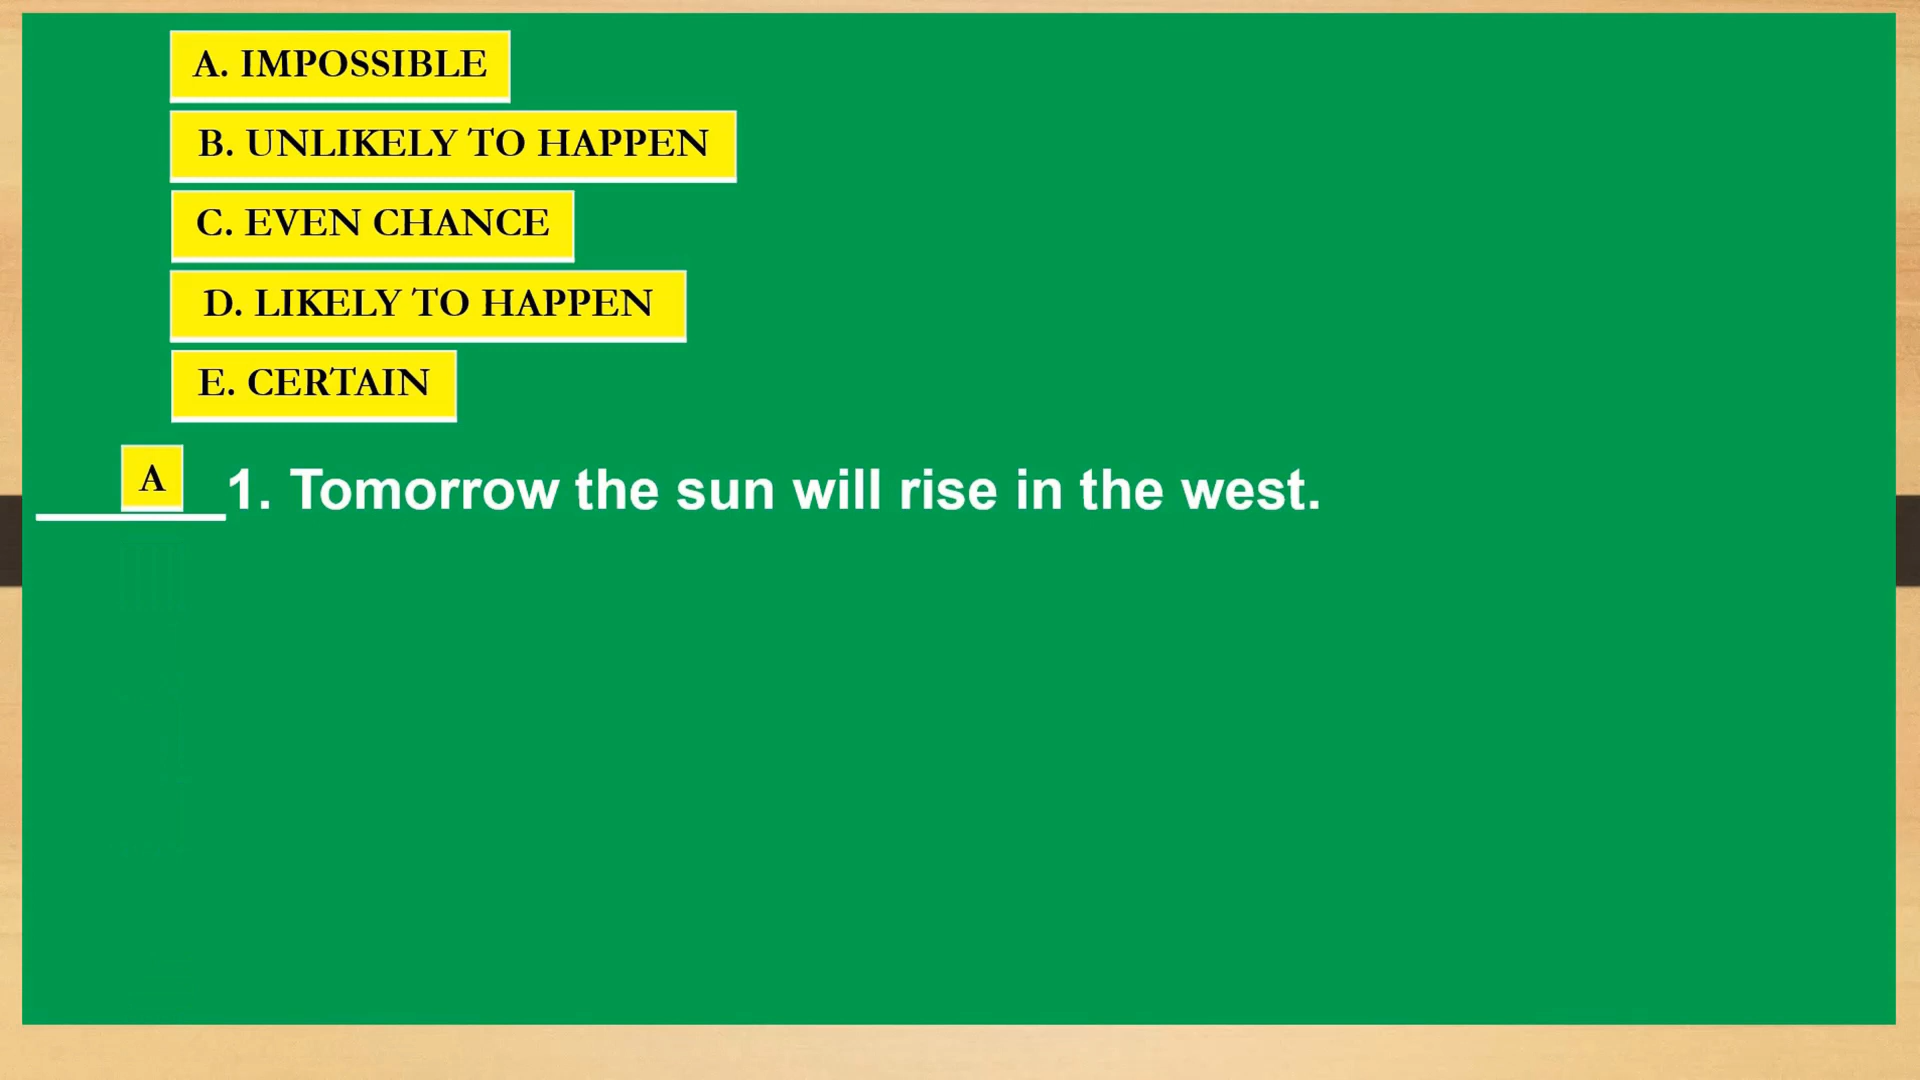 A. IMPOSSIBLE
B. UNLIKELY TO HAPPEN
C. EVEN CHANCE
D. LIKELY TO HAPPEN
E. CERTAIN
A 1. Tomorrow the sun will rise in the west.